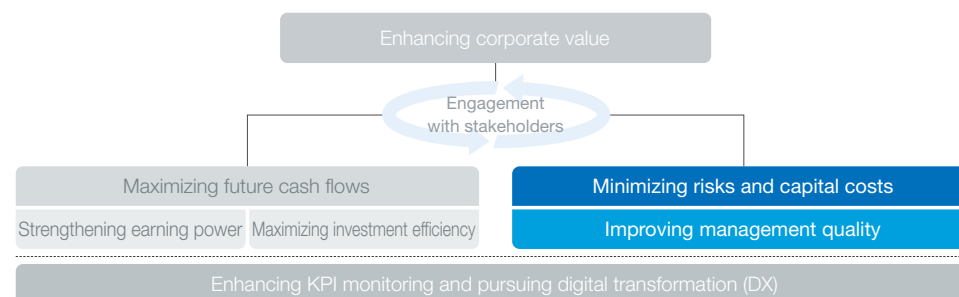 Enhancing corporate value
Engagement
with stakeholders
Maximizing future cash flows
Minimizing risks and capital costs
Strengthening earning power
Maximizing investment efficiency
Improving management quality
Enhancing KPI monitoring and pursuing digital transformation (DX)